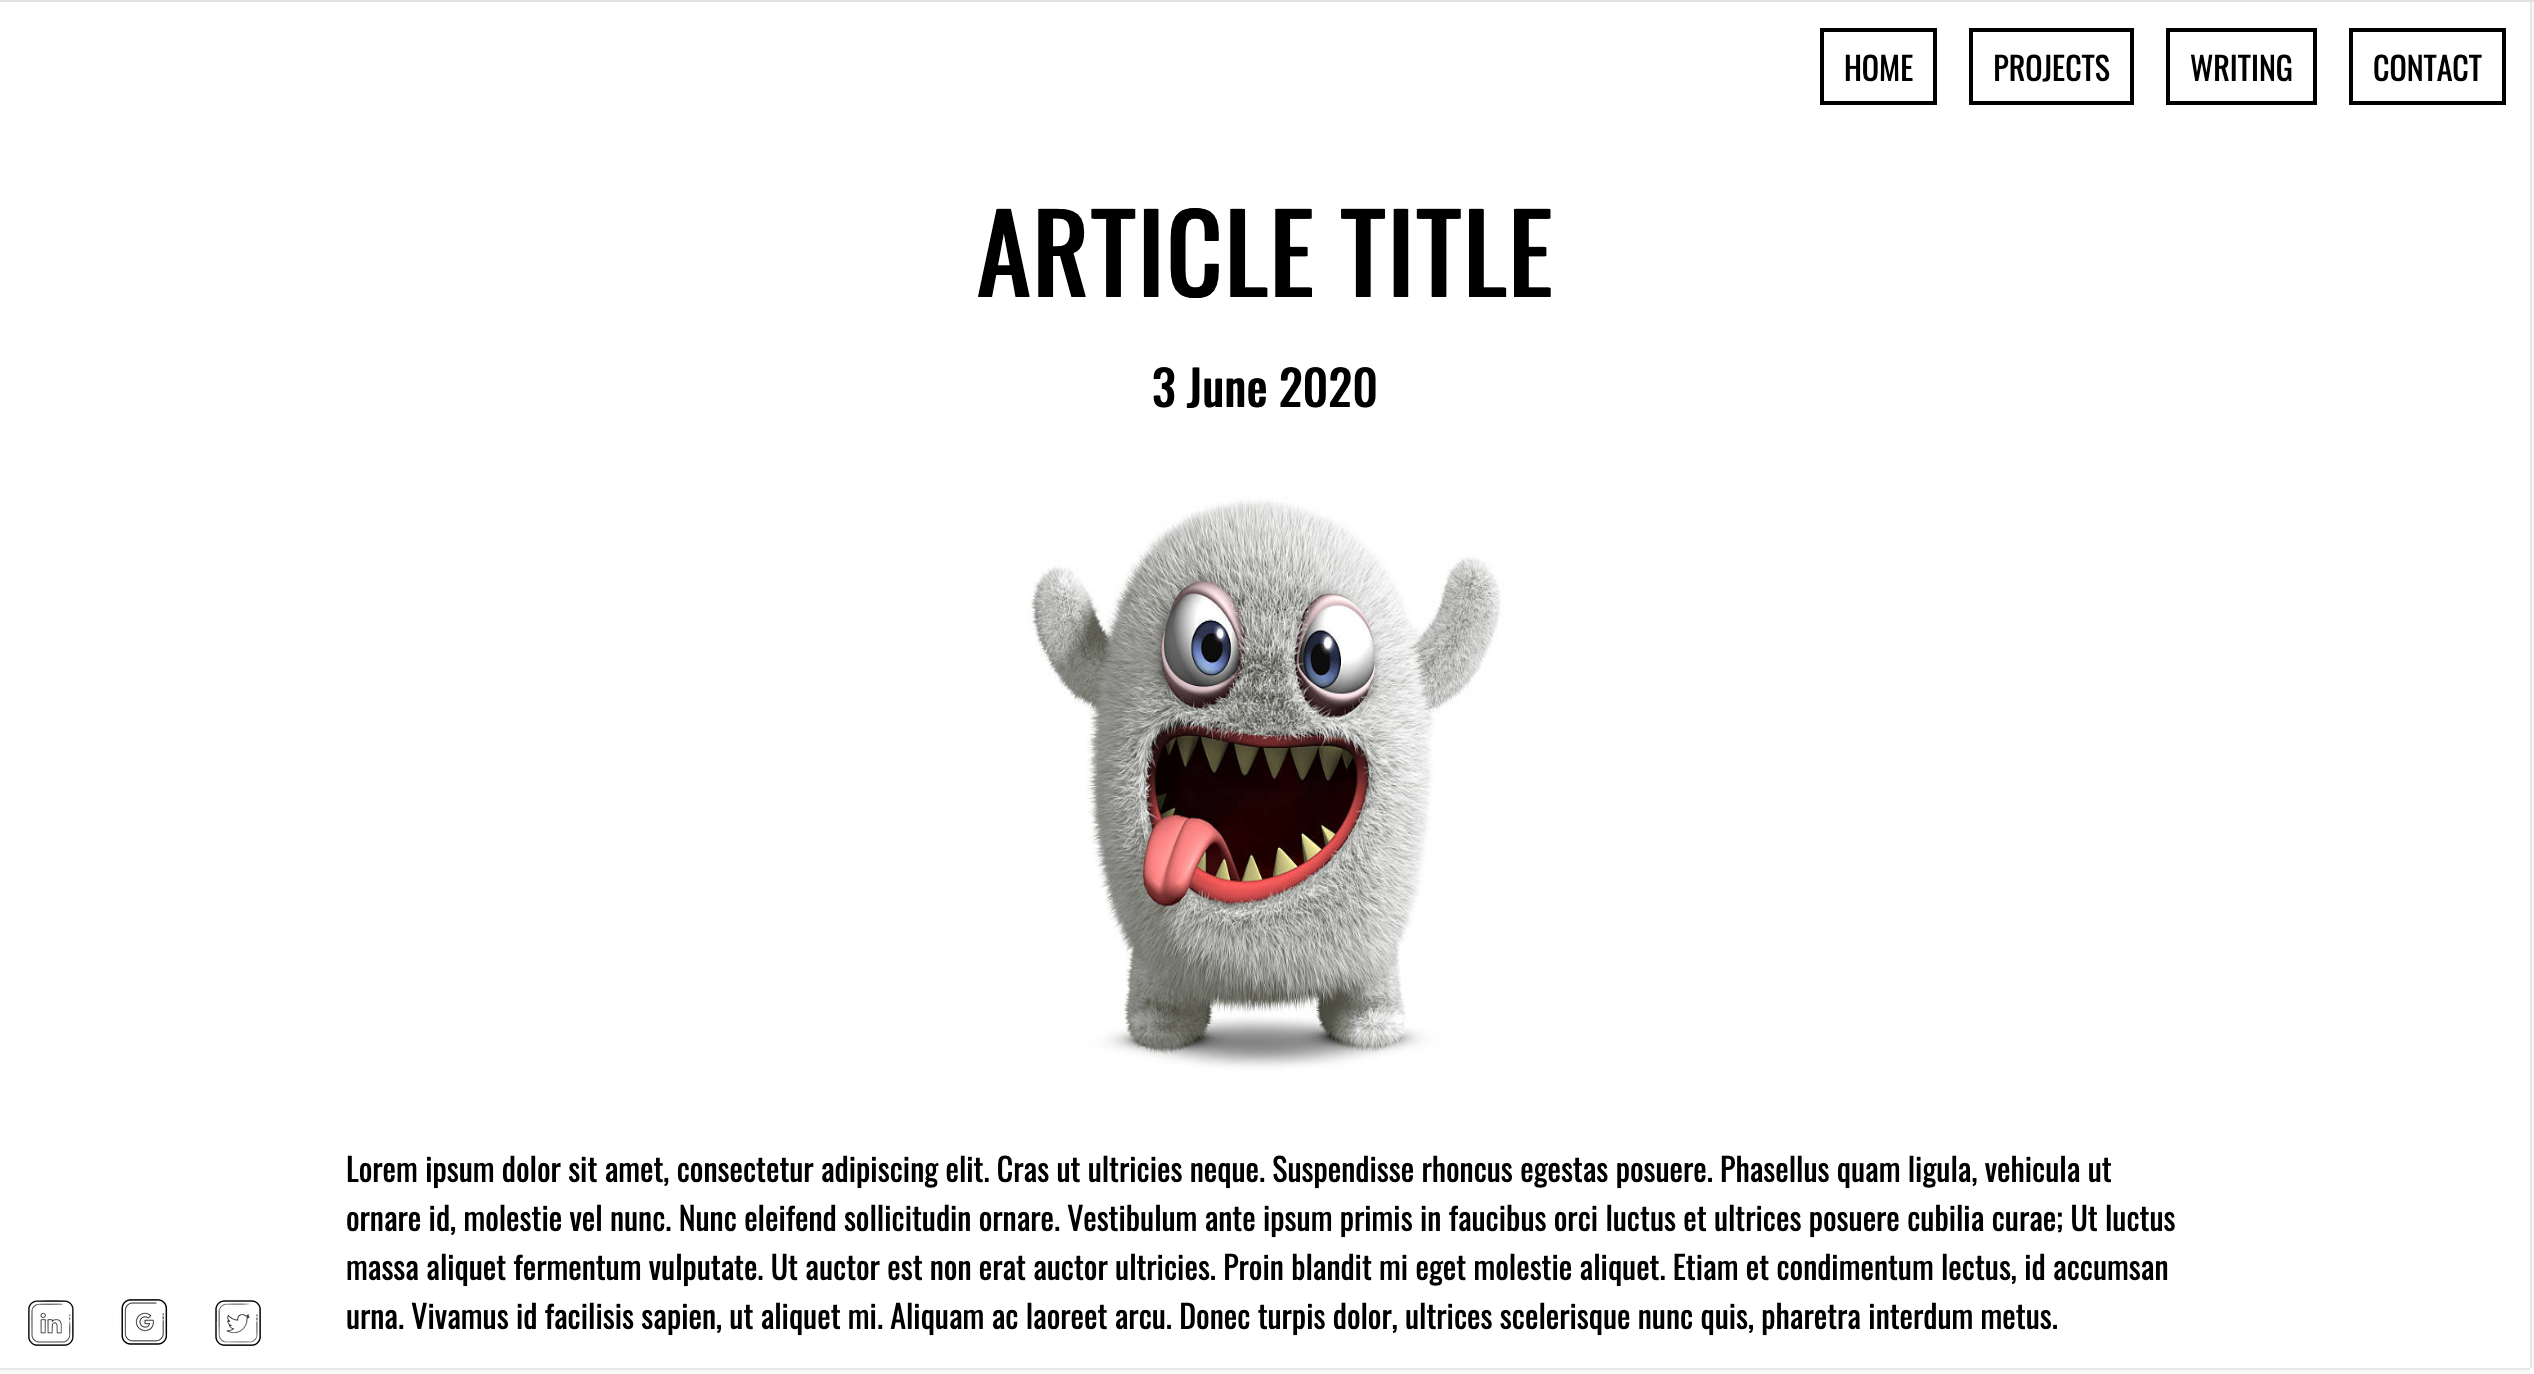 HOME PROJECTS WRITING CONTACT
ARTICLE TITLE
3 June 2020
Lorem ipsum dolor sit amet, consectetur adipiscing elit. Cras ut ultricies neque. Suspendisse rhoncus egestas posuere. Phasellus quam ligula, vehicula ut
ornare id, molestie vel nunc. Nunc eleifend sollicitudin ornare. Vestibulum ante ipsum primis in faucibus orci luctus et ultrices posuere cubilia curae; Ut luctus
massa aliquet fermentum vulputate. Ut auctor est non erat auctor ultricies. Proin blandit mi eget molestie aliquet. Etiam et condimentum lectus, id accumsan
urna. Vivamus id facilisis sapien, ut aliquet mi. Aliquam ac laoreet arcu. Donec turpis dolor, ultrices scelerisque nunc quis, pharetra interdum metus.
in G